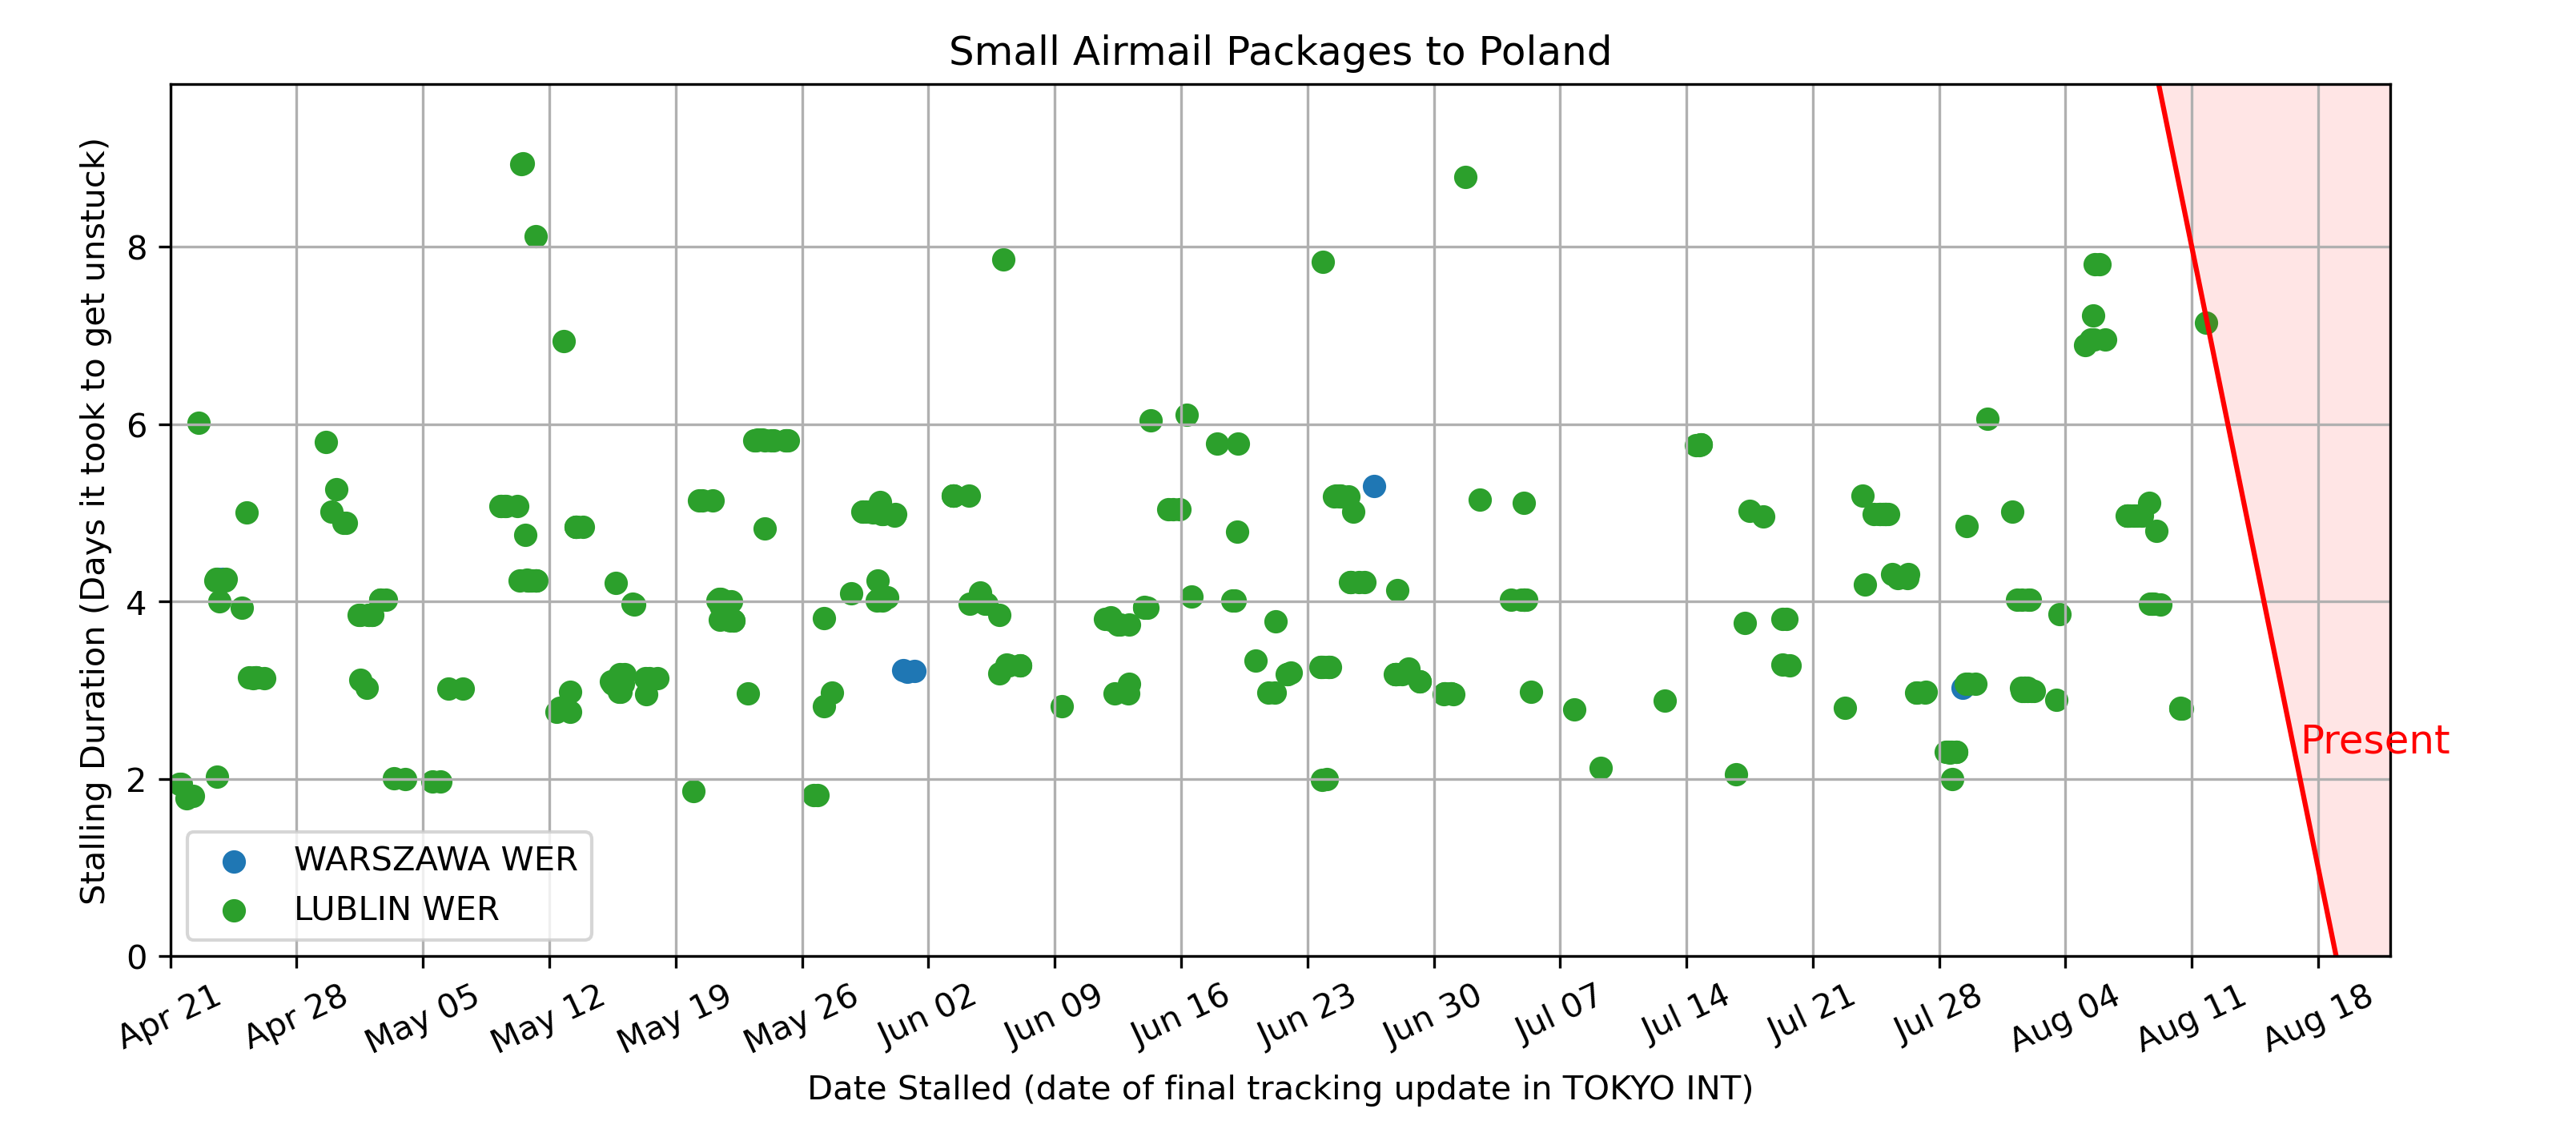 Small Airmail Packages to Poland
Stalling Duration (Days it took to get unstuck)
8
6
4
2
0
Present
WARSZAWA WER
LUBLIN WER
Apr 21
Apr 28
May 05
May 12
May 19
May 26
Jun 02
Jun 09
Jun 16
Jun 23
Jun 30
Jul 07
Jul 14
Jul 21
Jul 28
Aug 04
Aug 11
Aug 18
Date Stalled (date of final tracking update in TOKYO INT)